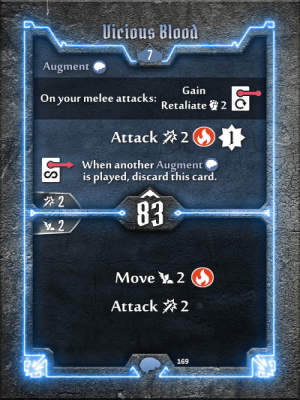 Vicious Blood
7
Augment
On your melee attacks: Gain
Retaliate 2
Attack 2 1
When another Augment
is played, discard this card.
2
83
2
Move 2
Attack 2
169